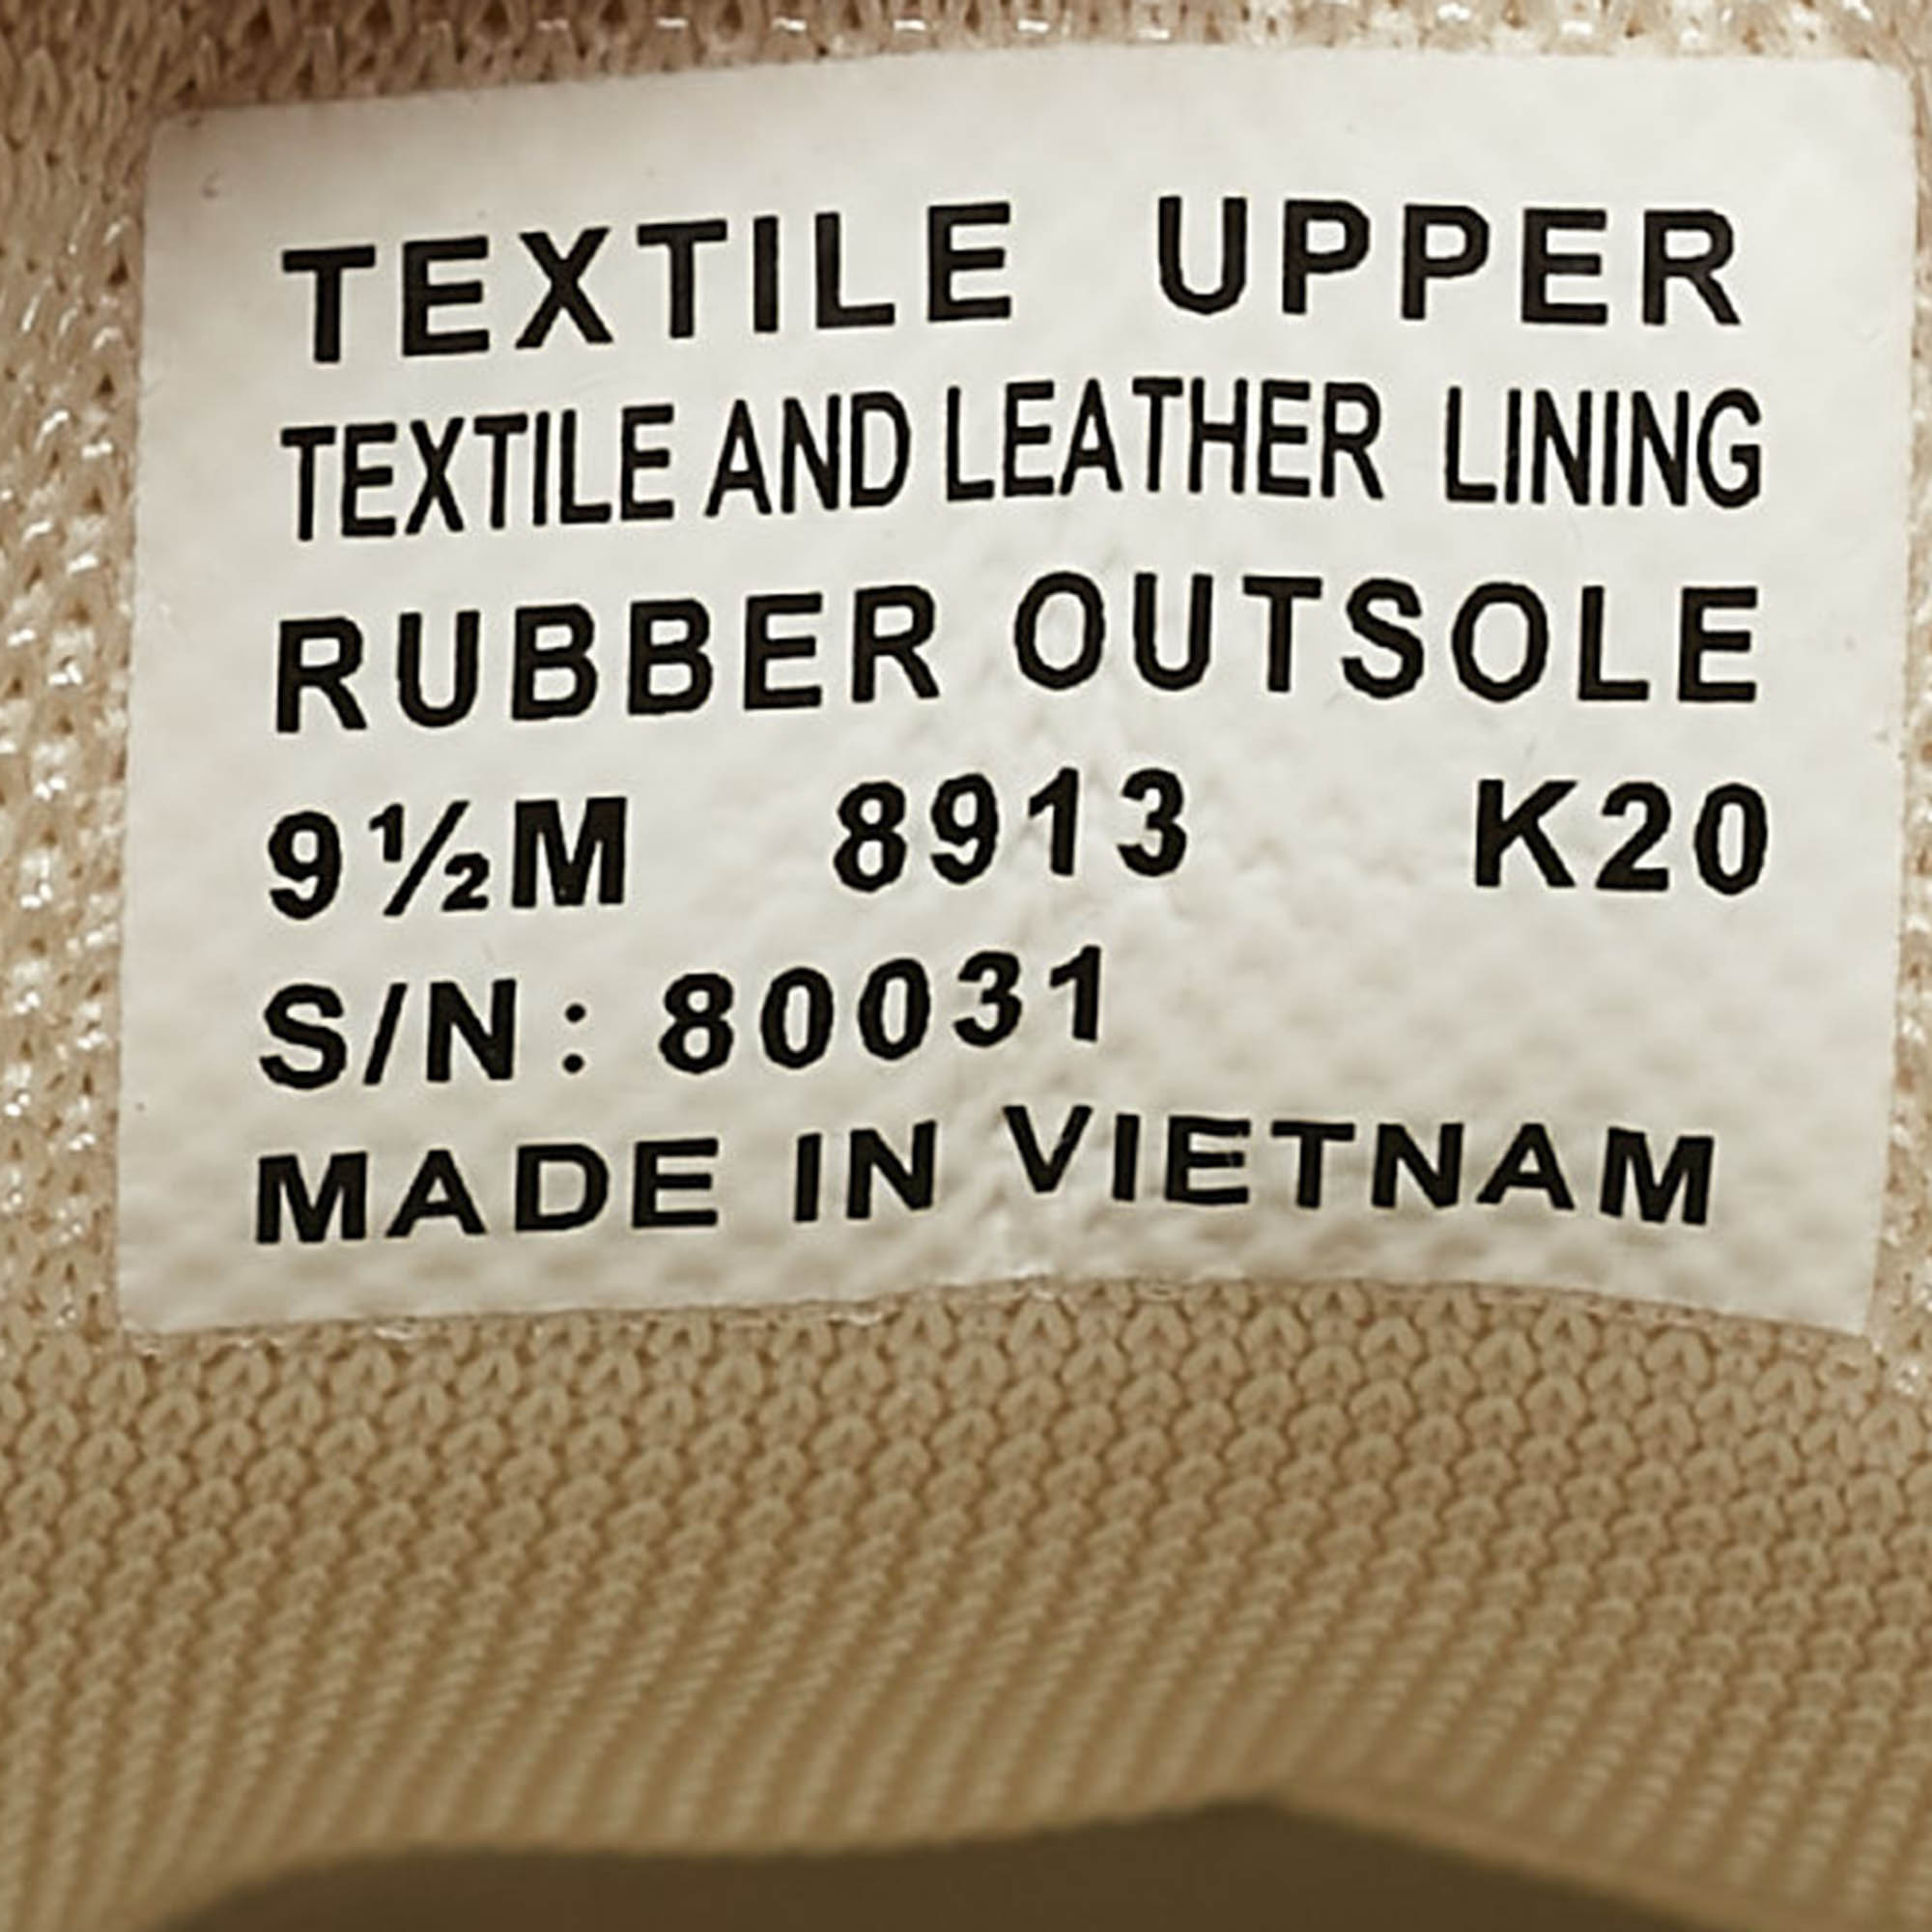 TEXTILE UPPER
TEXTILE AND LEATHER LINING
RUBBER OUTSOLE
9½M 8913 K20
S/N: 80031
MADE IN VIETNAM